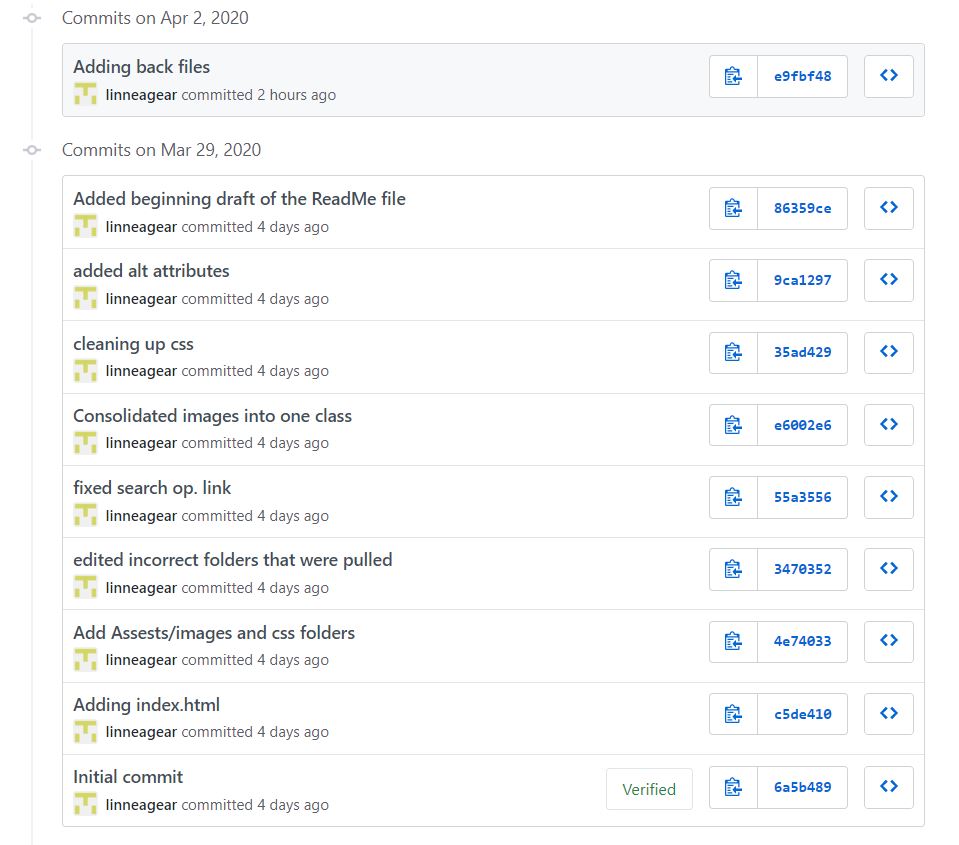 Commits on Apr 2, 2020
Adding back files
linneagear committed 2 hours ago
e9fbf48
Commits on Mar 29, 2020
Added beginning draft of the ReadMe file
linneagear committed 4 days ago
86359ce
added alt attributes
linneagear committed 4 days ago
9ca1297
cleaning up css
linneagear committed 4 days ago
35ad429
Consolidated images into one class
linneagear committed 4 days ago
e6002e6
fixed search op. link
linneagear committed 4 days ago
55a3556
edited incorrect folders that were pulled
linneagear committed 4 days ago
3470352
Add Assests/images and css folders
linneagear committed 4 days ago
4e74033
Adding index.html
linneagear committed 4 days ago
c5de410
Initial commit
linneagear committed 4 days ago
Verified
6a5b489